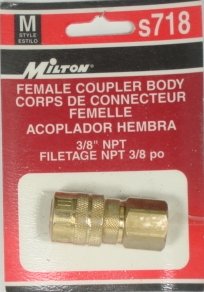 M
STYLE
ESTILO
s718
MILTON®
FEMALE COUPLER BODY
CORPS DE CONNECTEUR
FEMELLE
ACOPLADOR HEMBRA
3/8" NPT
FILETAGE NPT 3/8 po